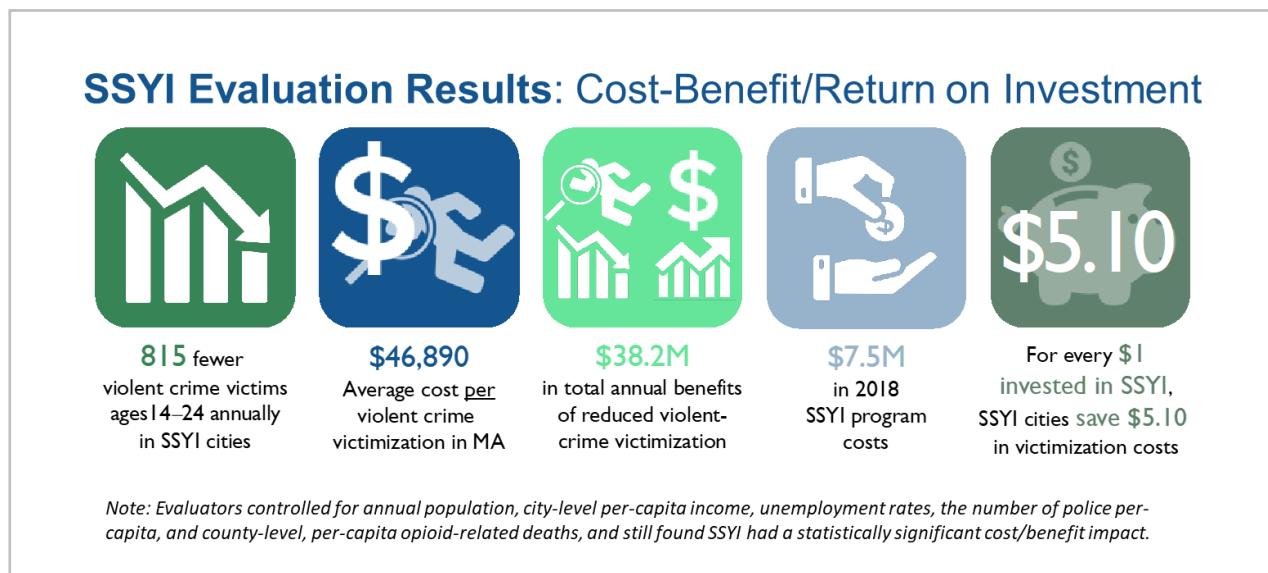 SSYI Evaluation Results: Cost-Benefit/Return on Investment
$
$
$
$
$
$5.10
815 fewer
violent crime victims
ages14–24 annually
in SSYI cities
$46,890
Average cost per
violent crime
victimization in MA
$38.2M
in total annual benefits
of reduced violent-
crime victimization
$7.5M
in 2018
SSYI program
costs
For every $1
invested in SSYI,
SSYI cities save $5.10
in victimization costs
Note: Evaluators controlled for annual population, city-level per-capita income, unemployment rates, the number of police per-
capita, and county-level, per-capita opioid-related deaths, and still found SSYI had a statistically significant cost/benefit impact.